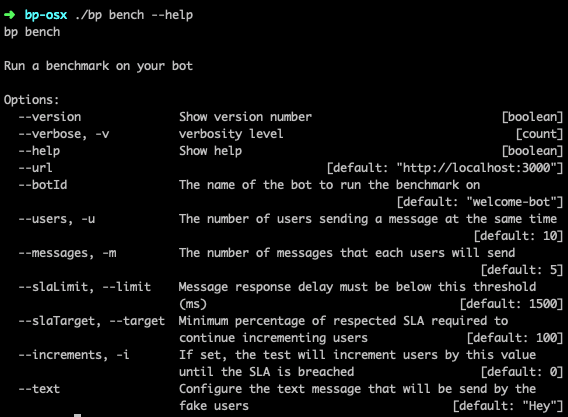 ➜ bp-osx ./bp bench --help
bp bench
Run a benchmark on your bot
Options:
--version Show version number [boolean]
--verbose, -v verbosity level [count]
--help Show help [boolean]
--url [default: "http://localhost:3000"]
--botId The name of the bot to run the benchmark on
[default: "welcome-bot"]
--users, -u The number of users sending a message at the same time
[default: 10]
--messages, -m The number of messages that each users will send
[default: 5]
--slaLimit, --limit Message response delay must be below this threshold
(ms) [default: 1500]
--slaTarget, --target Minimum percentage of respected SLA required to
continue incrementing users [default: 100]
--increments, -i If set, the test will increment users by this value
until the SLA is breached [default: 0]
--text Configure the text message that will be send by the
fake users [default: "Hey"]